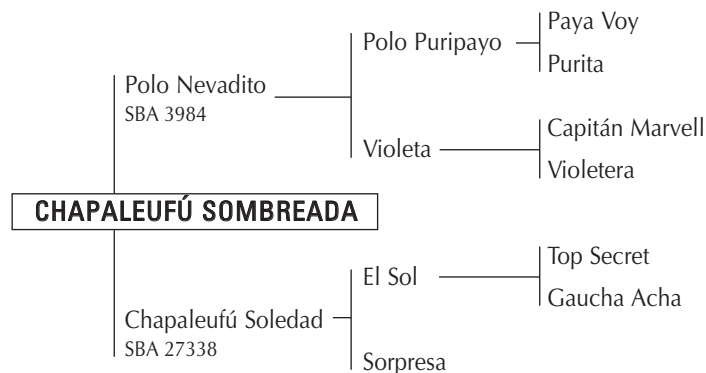 Paya Voy
Polo Puripayo
Purita
Polo Nevadito
SBA 3984
Capitán Marvell
Violeta
Violetera
CHAPALEUFÚ SOMBREADA
Top Secret
El Sol
Gaucha Acha
Chapaleufú Soledad
SBA 27338
Sorpresa